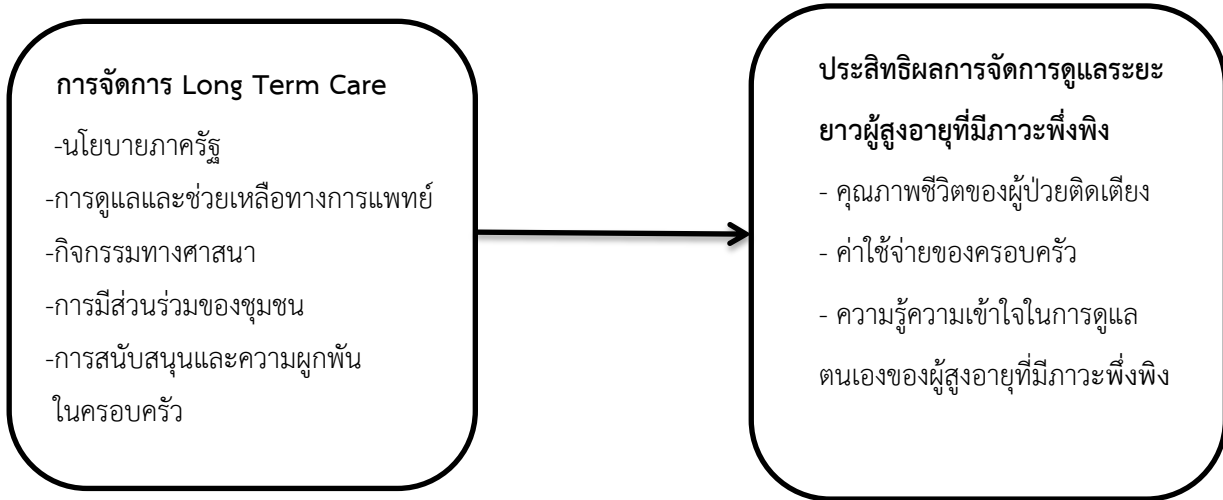 การจัดการ Long Term Care
-นโยบายภาครัฐ
-การดูแลและช่วยเหลือทางการแพทย์
-กิจกรรมทางศาสนา
-การมีส่วนร่วมของชุมชน
-การสนับสนุนและความผูกพัน
ในครอบครัว
ประสิทธิผลการจัดการดูแลระยะ
ยาวผู้สูงอายุที่มีภาวะพึ่งพิง
- คุณภาพชีวิตของผู้ป่วยติดเตียง
- ค่าใช้จ่ายของครอบครัว
- ความรู้ความเข้าใจในการดูแล
ตนเองของผู้สูงอายุที่มีภาวะพึ่งพิง